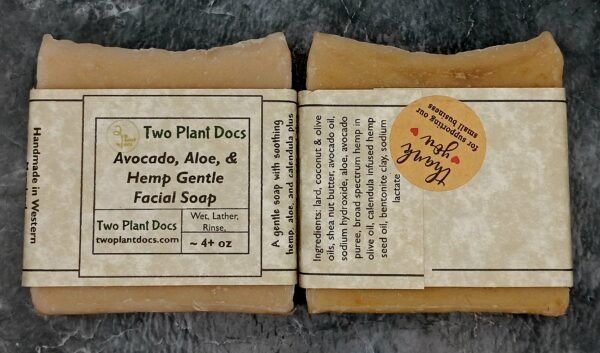 Handmade in Western
Two Plant Docs
Avocado, Aloe, &
Hemp Gentle
Facial Soap
Two Plant Docs
twoplantdocs.com
Wet, Lather,
Rinse,
~ 4+ oz
A gentle soap with soothing
hemp, aloe, and calendula plus
Ingredients: lard, coconut & olive
oils, shea nut butter, avocado oil,
sodium hydroxide, aloe, avocado
puree, broad spectrum hemp in
olive oil, calendula infused hemp
seed oil, bentonite clay, sodium
lactate
thank
you
for supporting our
small business